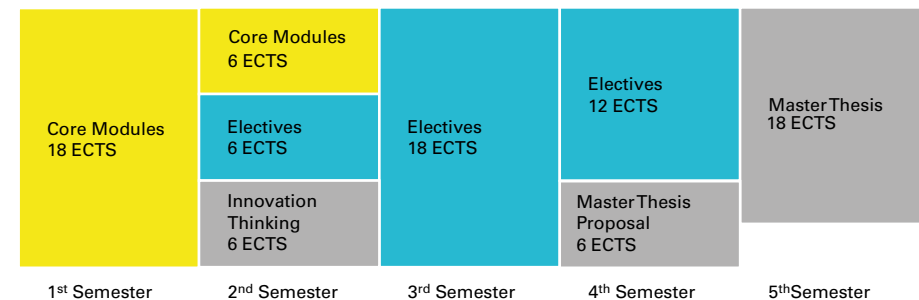 Core Modules
18 ECTS
Core Modules
6 ECTS
Electives
6 ECTS
Innovation
Thinking
6 ECTS
Electives
18 ECTS
Electives
12 ECTS
Master Thesis
Proposal
6 ECTS
Master Thesis
18 ECTS
1st Semester
2nd Semester
3rd Semester
4th Semester
5thSemester